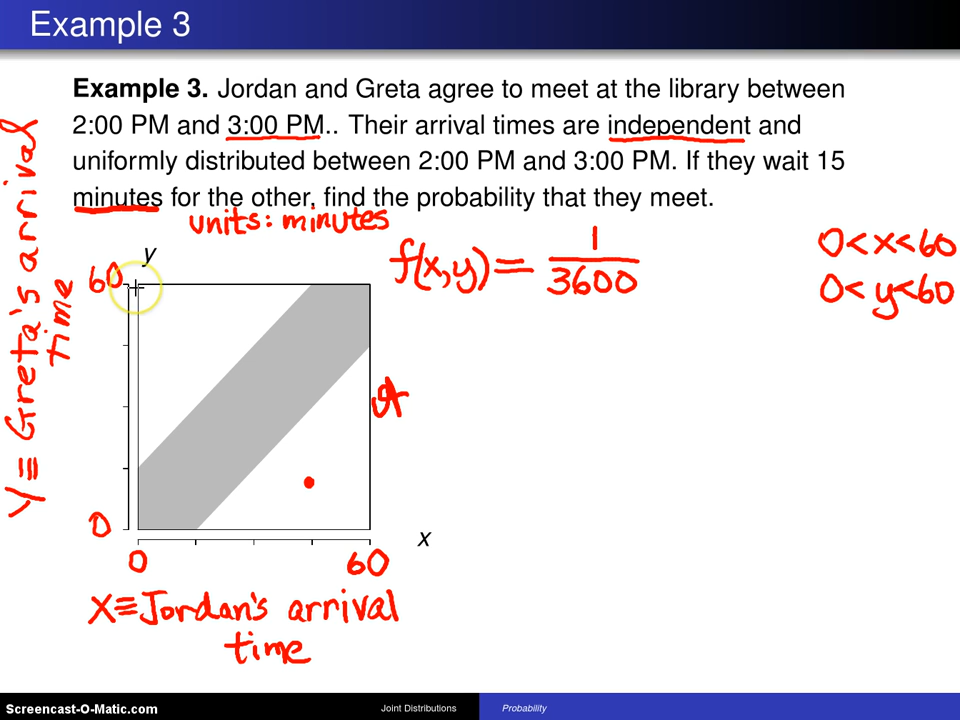 Example 3
Example 3. Jordan and Greta agree to meet at the library between
2:00 PM and 3:00 PM.. Their arrival times are independent and
uniformly distributed between 2:00 PM and 3:00 PM. If they wait 15
minutes for the other, find the probability that they meet.
units: minutes
f(x,y) = 1/3600
0<x<60
0<y<60
y
60
Y ≡ Greta's arrival
time
A
0
x
0 60
X ≡ Jordan's arrival
time
Screencast-O-Matic.com
Joint Distributions
Probability